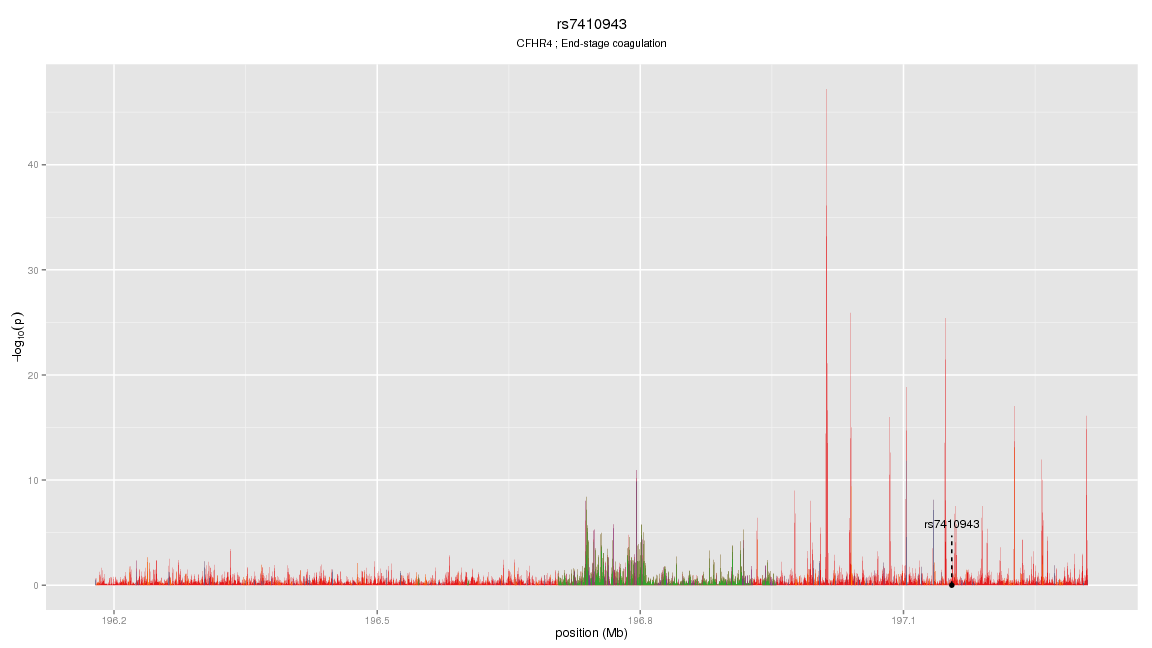 rs7410943
CFHR4 ; End-stage coagulation
40
30
20
10
0
−log10(p)
rs7410943
196.2
196.5
196.8
197.1
position (Mb)